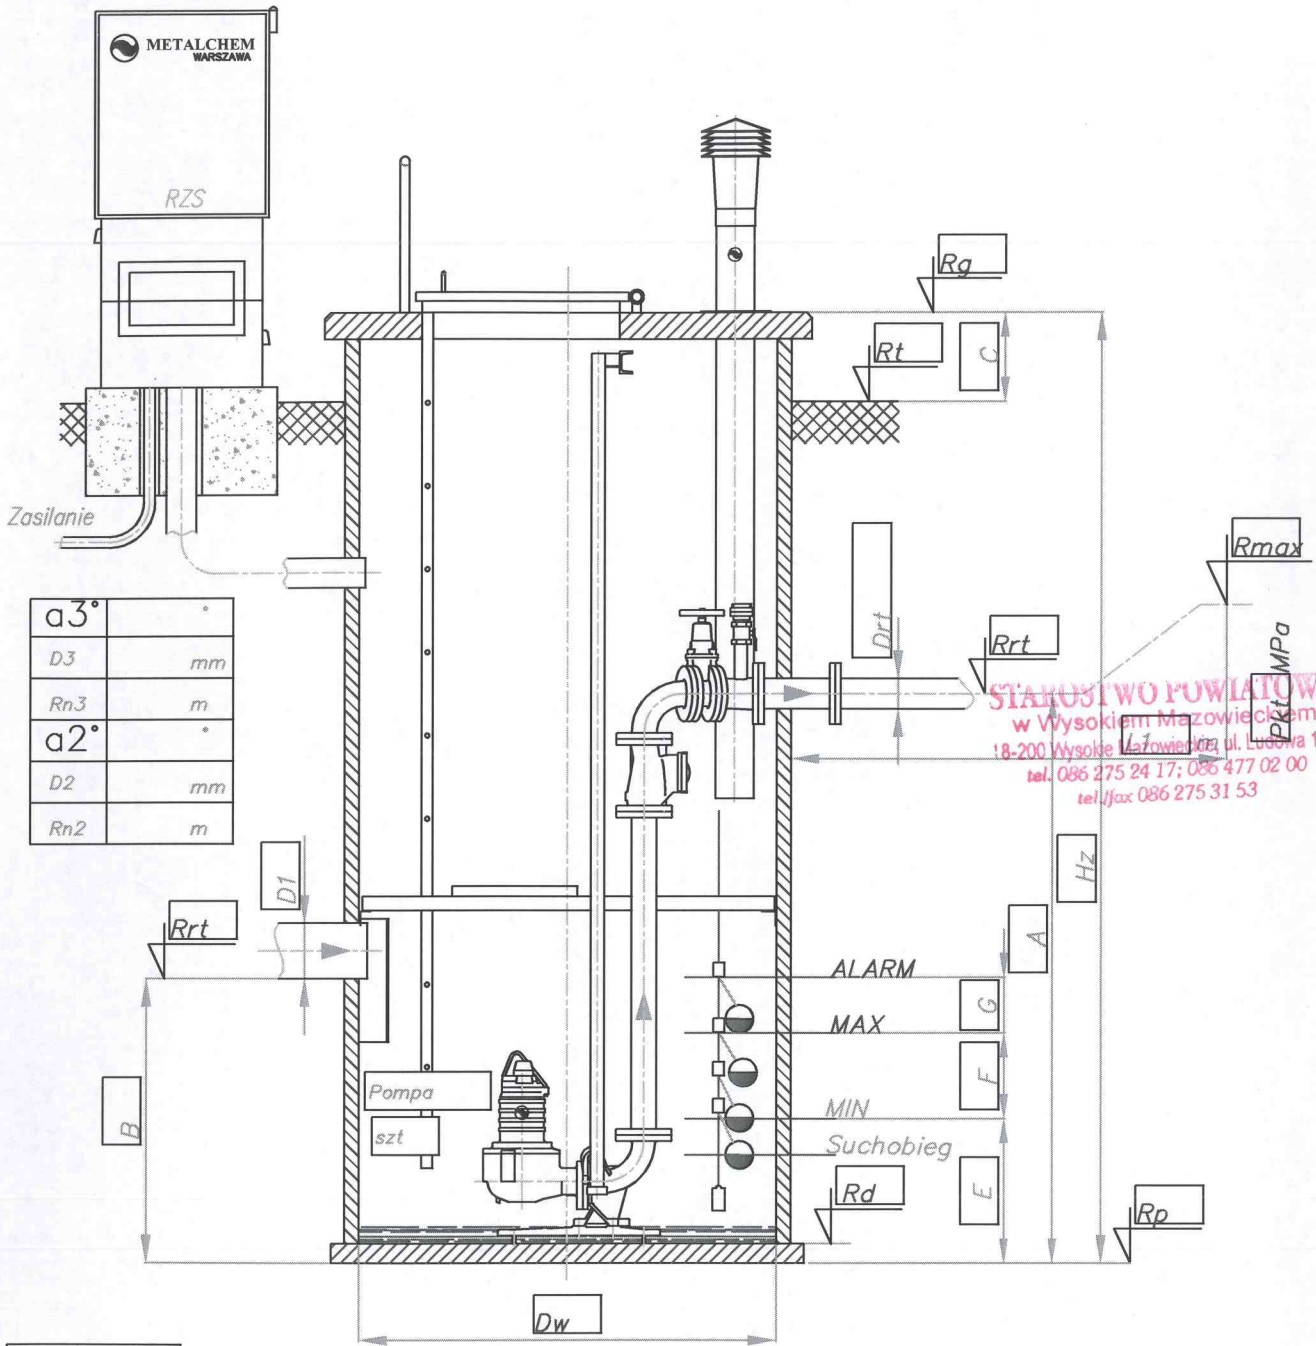 METALCHEM
WARSZAWA
RZS
Rg
Rt
C
Zasilanie
Rmax
a3° °
D3 mm
Rn3 m
a2° °
D2 mm
Rn2 m
Drt
Rrt
Pkt MPa
STAROSTWO POWIATOW
w Wysokiem Mazowieckiem
18-200 Wysokie Mazowieckie, ul. Ludowa 1
tel. 086 275 24 17; 086 477 02 00
tel./fax 086 275 31 53
L1 m
Hz
D1
Rrt
A
ALARM
G
MAX
F
Pompa
MIN
B
szt
Suchobieg
E
Rd
Rp
Dw